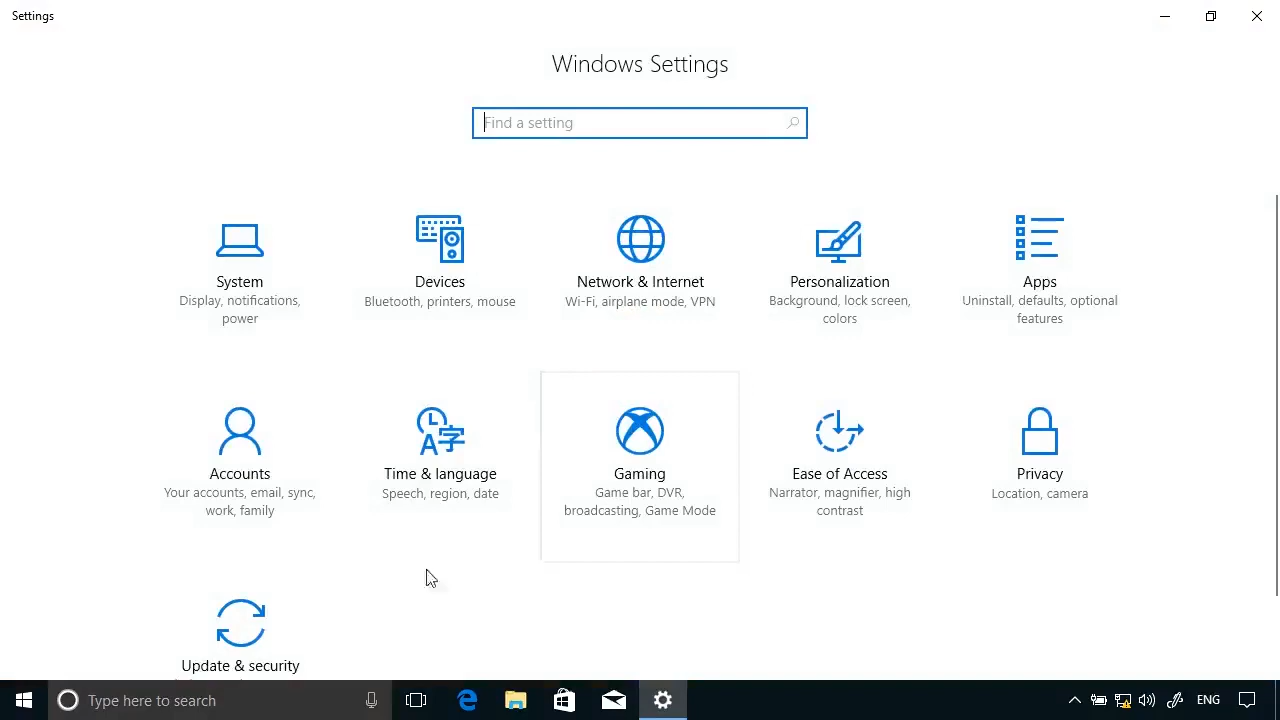 Settings
Windows Settings
Find a setting
System
Display, notifications,
power
Devices
Bluetooth, printers, mouse
Network & Internet
Wi-Fi, airplane mode, VPN
Personalization
Background, lock screen,
colors
Apps
Uninstall, defaults, optional
features
Accounts
Your accounts, email, sync,
work, family
Time & language
Speech, region, date
Gaming
Game bar, DVR,
broadcasting, Game Mode
Ease of Access
Narrator, magnifier, high
contrast
Privacy
Location, camera
Update & security
Type here to search
ENG